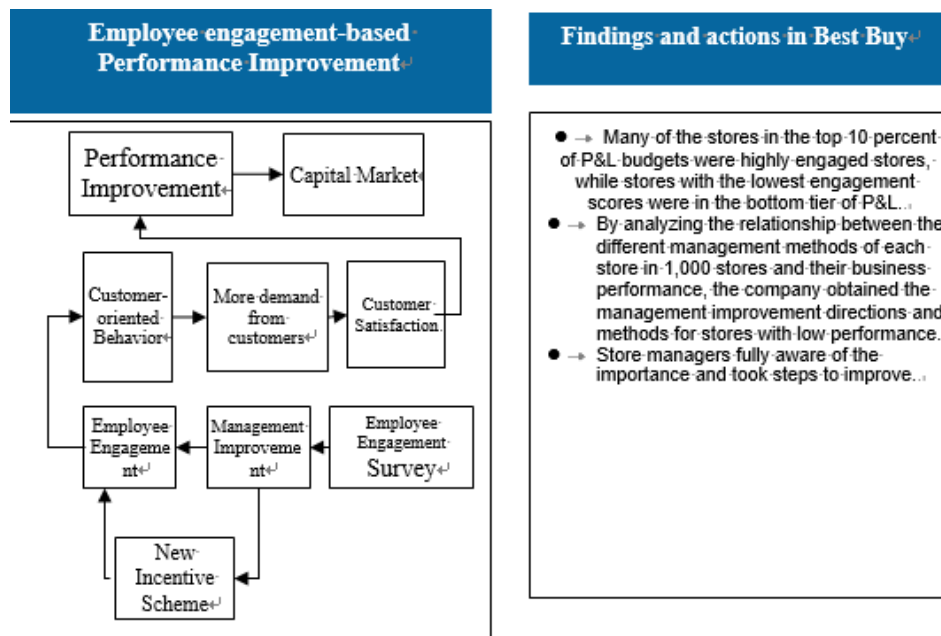 Employee engagement-based
Performance Improvement
Performance
Improvement
Capital Market
Customer-
oriented
Behavior
More demand
from
customers
Customer
Satisfaction
Employee
Engageme
nt
Management
Improveme
nt
Employee
Engagement
Survey
New
Incentive
Scheme
Findings and actions in Best Buy
● Many of the stores in the top 10 percent
of P&L budgets were highly engaged stores,
while stores with the lowest engagement
scores were in the bottom tier of P&L.
● By analyzing the relationship between the
different management methods of each
store in 1,000 stores and their business
performance, the company obtained the
management improvement directions and
methods for stores with low performance.
● Store managers fully aware of the
importance and took steps to improve.